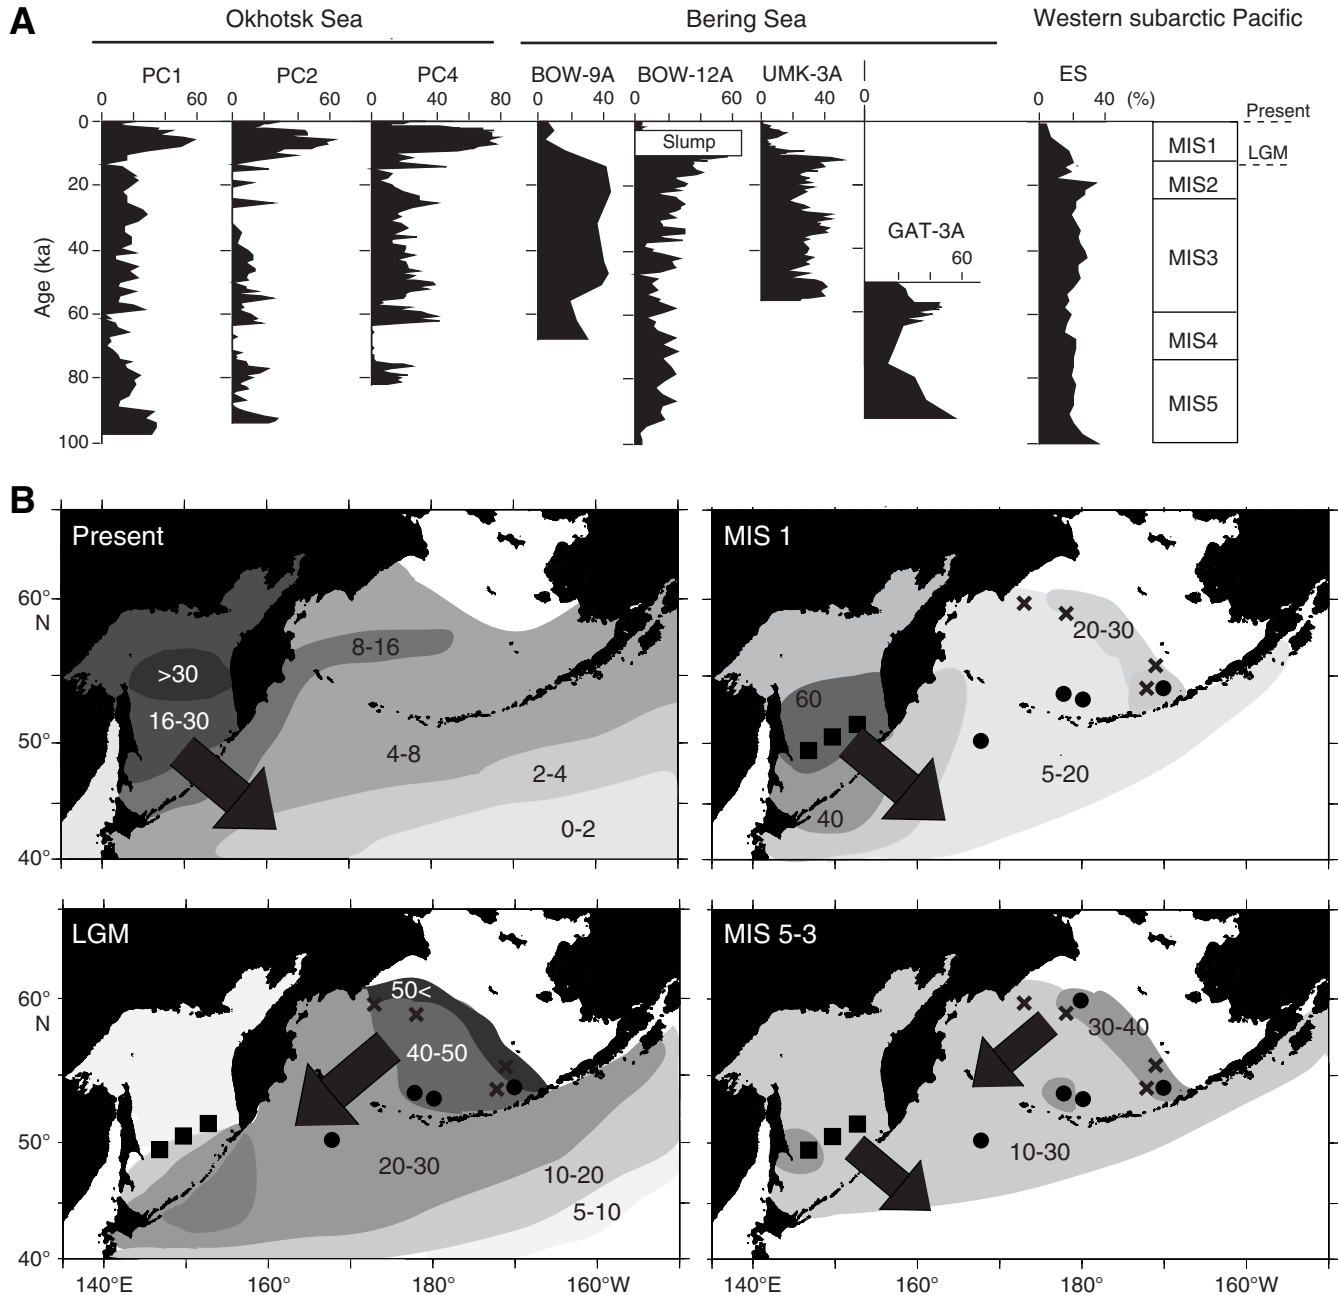 A
Okhotsk Sea Bering Sea Western subarctic Pacific
PC1 PC2 PC4 BOW-9A BOW-12A UMK-3A ES
0 60 0 60 0 40 80 0 40 0 60 0 40 0 0 40 (%)
Present
0
Slump
MIS1
LGM
20
MIS2
GAT-3A
60
40
MIS3
Age (ka)
60
MIS4
80
MIS5
100
B
Present
60°
N
8-16
>30
16-30
50°
4-8
2-4
0-2
40°
MIS 1
20-30
60
5-20
40
LGM
60°
N
50<
40-50
50°
20-30
10-20
5-10
40°
140°E 160° 180° 160°W
MIS 5-3
30-40
10-30
140°E 160° 180° 160°W